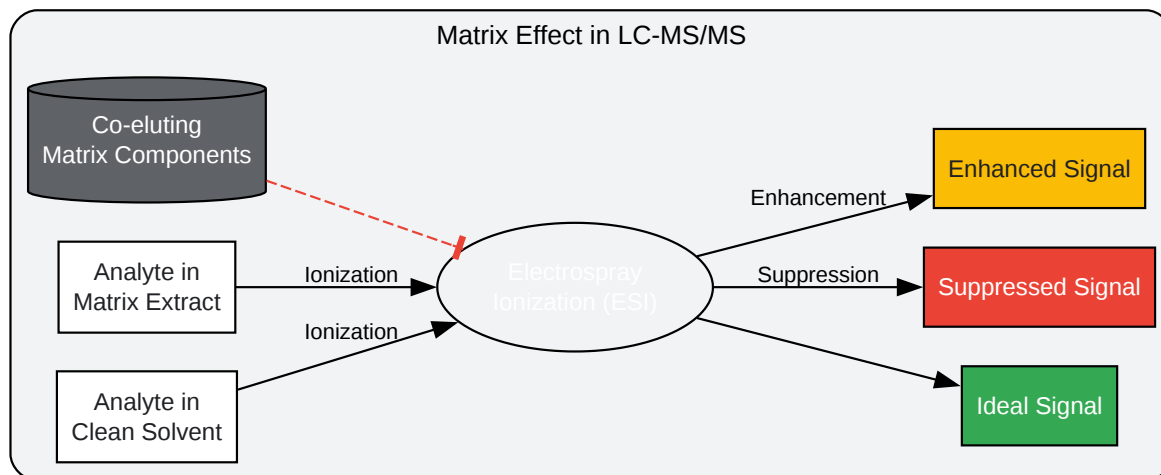 Matrix Effect in LC-MS/MS
Co-eluting
Matrix Components
Analyte in
Matrix Extract
Analyte in
Clean Solvent
Ionization
Ionization
Electrospray
Ionization (ESI)
Enhancement
Suppression
Enhanced Signal
Suppressed Signal
Ideal Signal